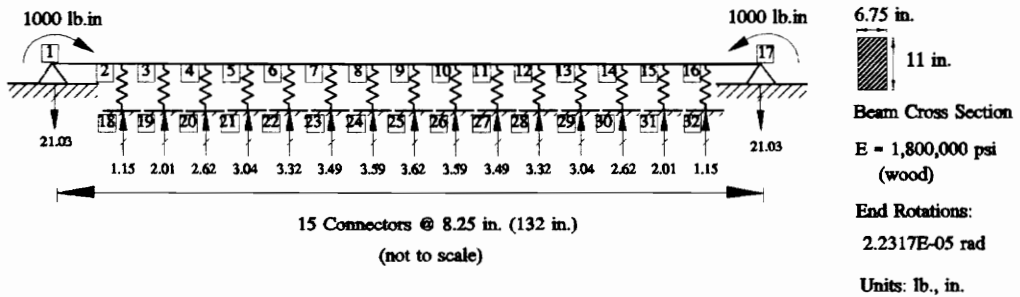 1000 lb.in
1000 lb.in
1
17
2 3 4 5 6 7 8 9 10 11 12 13 14 15 16
18 19 20 21 22 23 24 25 26 27 28 29 30 31 32
21.03
21.03
1.15 2.01 2.62 3.04 3.32 3.49 3.59 3.62 3.59 3.49 3.32 3.04 2.62 2.01 1.15
15 Connectors @ 8.25 in. (132 in.)
(not to scale)
6.75 in.
11 in.
Beam Cross Section
E = 1,800,000 psi
(wood)
End Rotations:
2.2317E-05 rad
Units: lb., in.